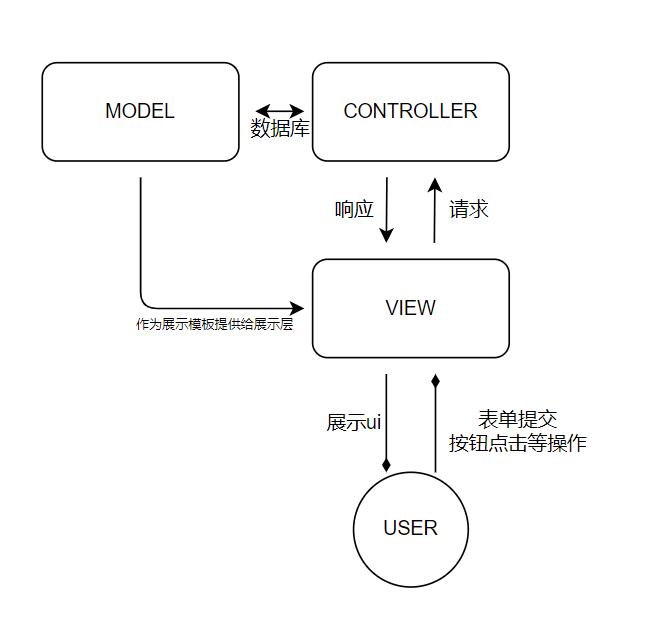 MODEL
CONTROLLER
数据库
响应
请求
VIEW
作为展示模板提供给展示层
展示ui
表单提交
按钮点击等操作
USER